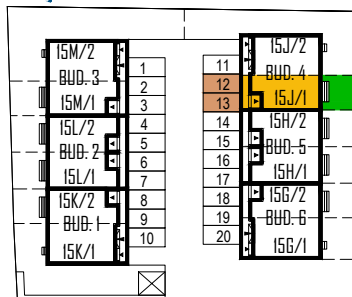 15M/2
BUD. 3
15M/1
15L/2
BUD. 2
15L/1
15K/2
BUD. 1
15K/1
1
2
3
4
5
6
7
8
9
10
11
12
13
14
15
16
17
18
19
20
15J/2
BUD. 4
15J/1
15H/2
BUD. 5
15H/1
15G/2
BUD. 6
15G/1